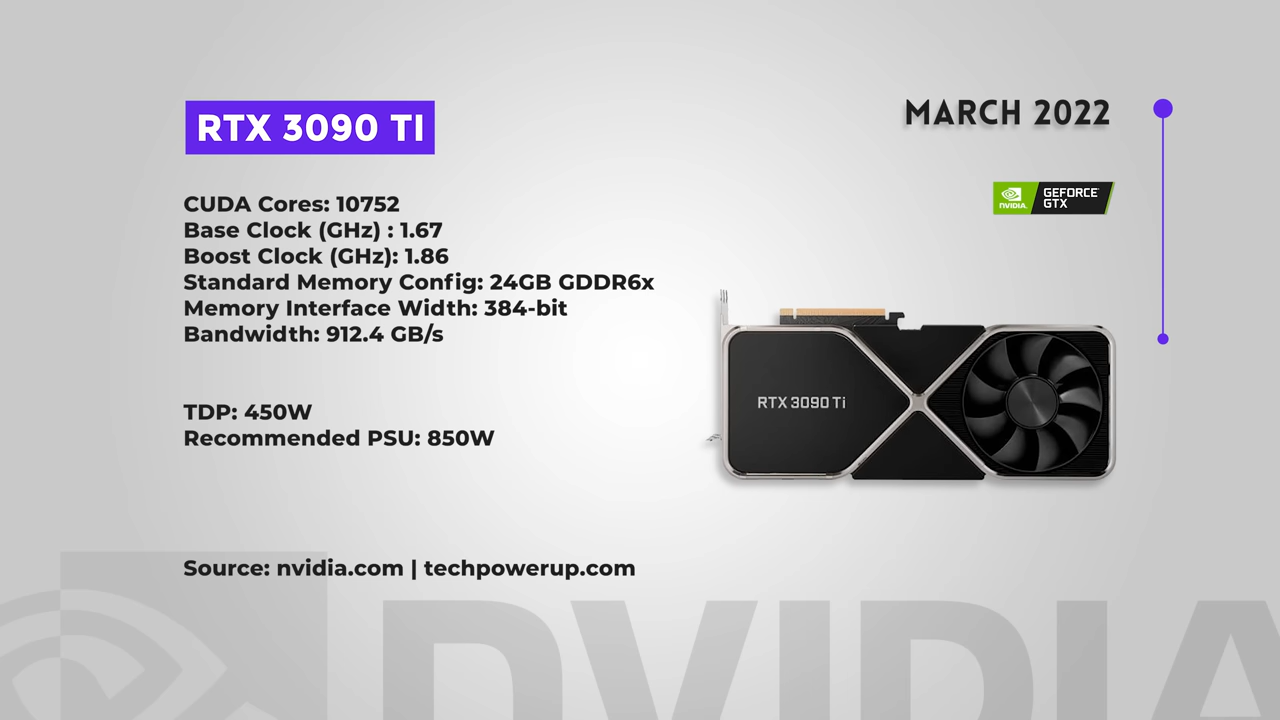 RTX 3090 TI
MARCH 2022
CUDA Cores: 10752
Base Clock (GHz) : 1.67
Boost Clock (GHz): 1.86
Standard Memory Config: 24GB GDDR6x
Memory Interface Width: 384-bit
Bandwidth: 912.4 GB/s
TDP: 450W
Recommended PSU: 850W
NVIDIA.
GEFORCE
GTX
RTX 3090 Ti
Source: nvidia.com | techpowerup.com
NVIDIA